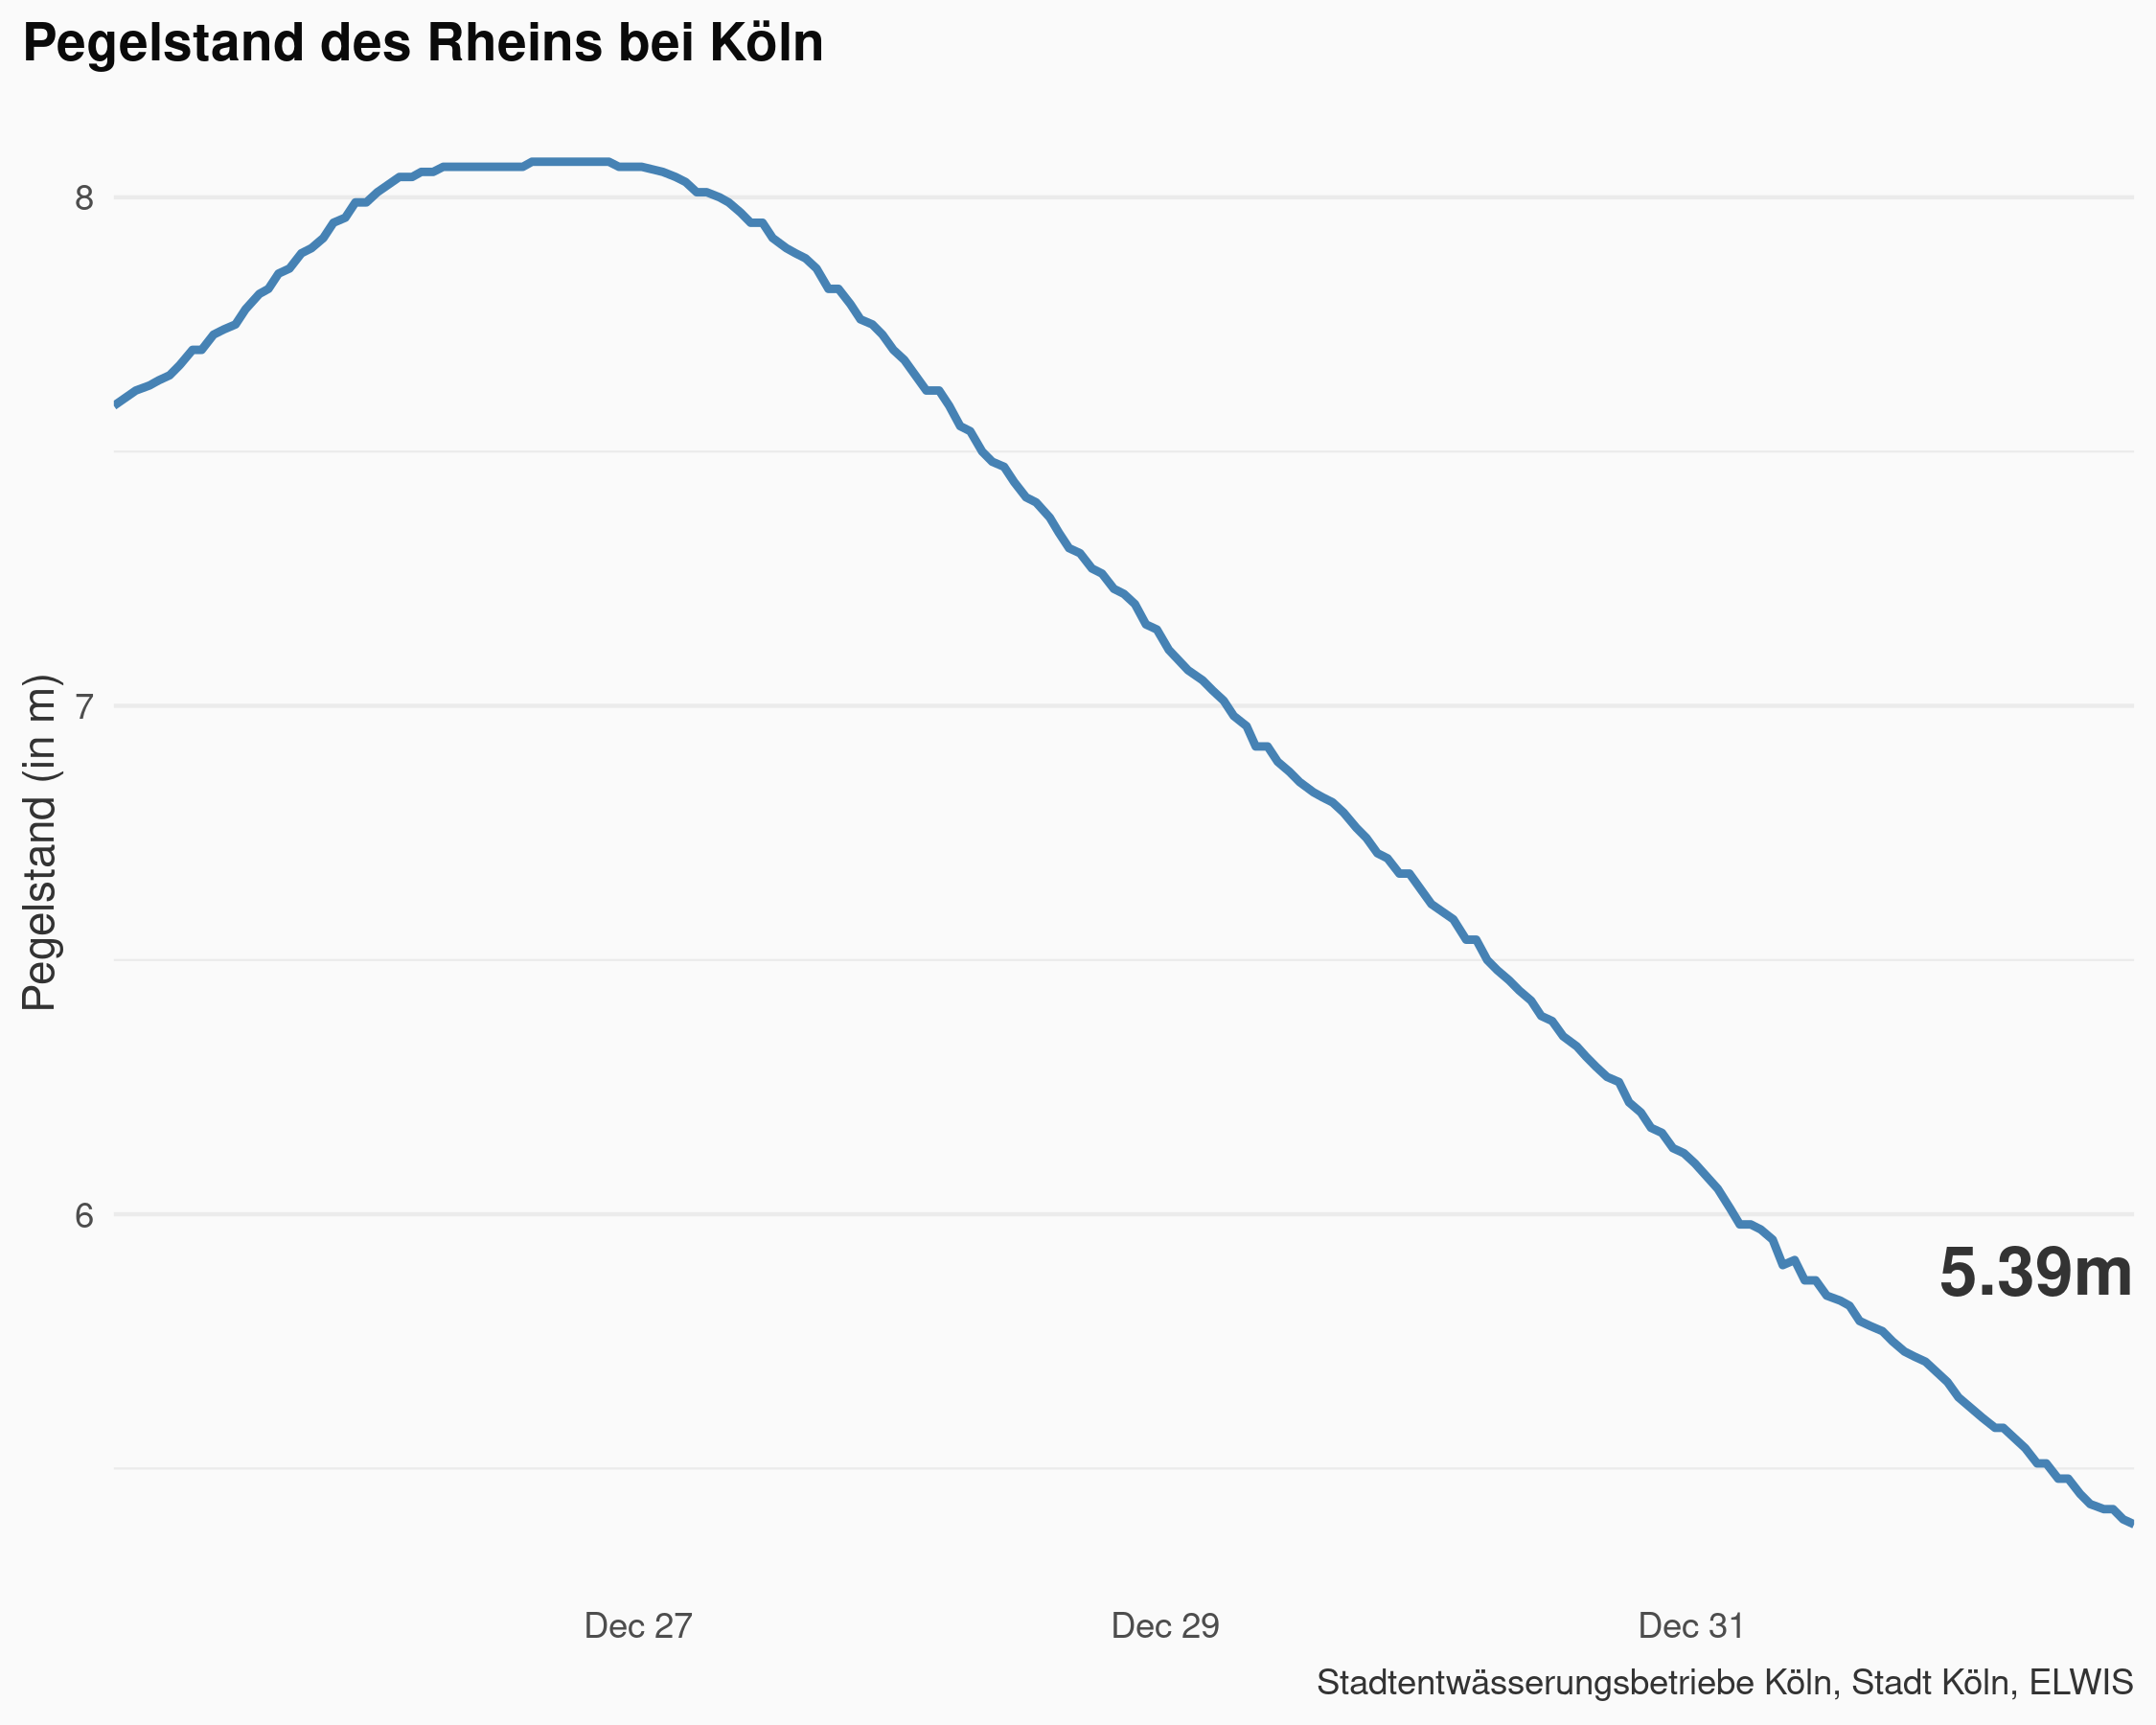 Pegelstand des Rheins bei Köln
Pegelstand (in m)
8
7
6
5.39m
Dec 27
Dec 29
Dec 31
Stadtentwässerungsbetriebe Köln, Stadt Köln, ELWIS